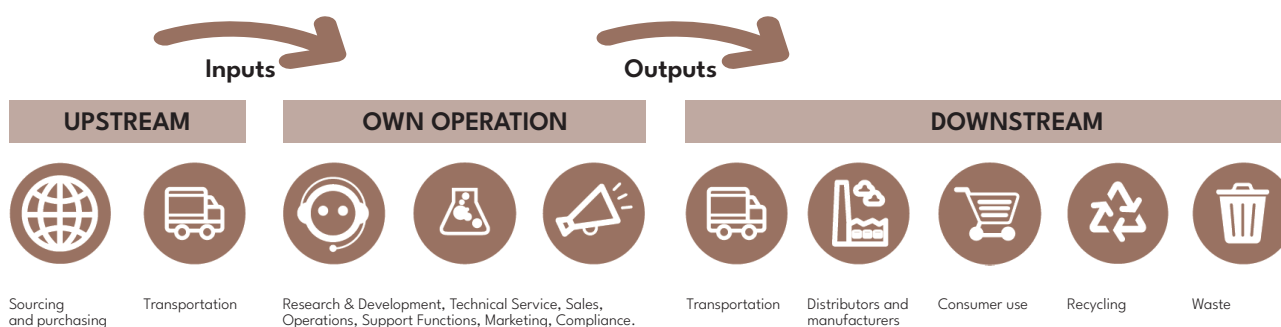 Inputs
Outputs
UPSTREAM
OWN OPERATION
DOWNSTREAM
Sourcing
and purchasing
Transportation
Research & Development, Technical Service, Sales,
Operations, Support Functions, Marketing, Compliance.
Transportation
Distributors and
manufacturers
Consumer use
Recycling
Waste